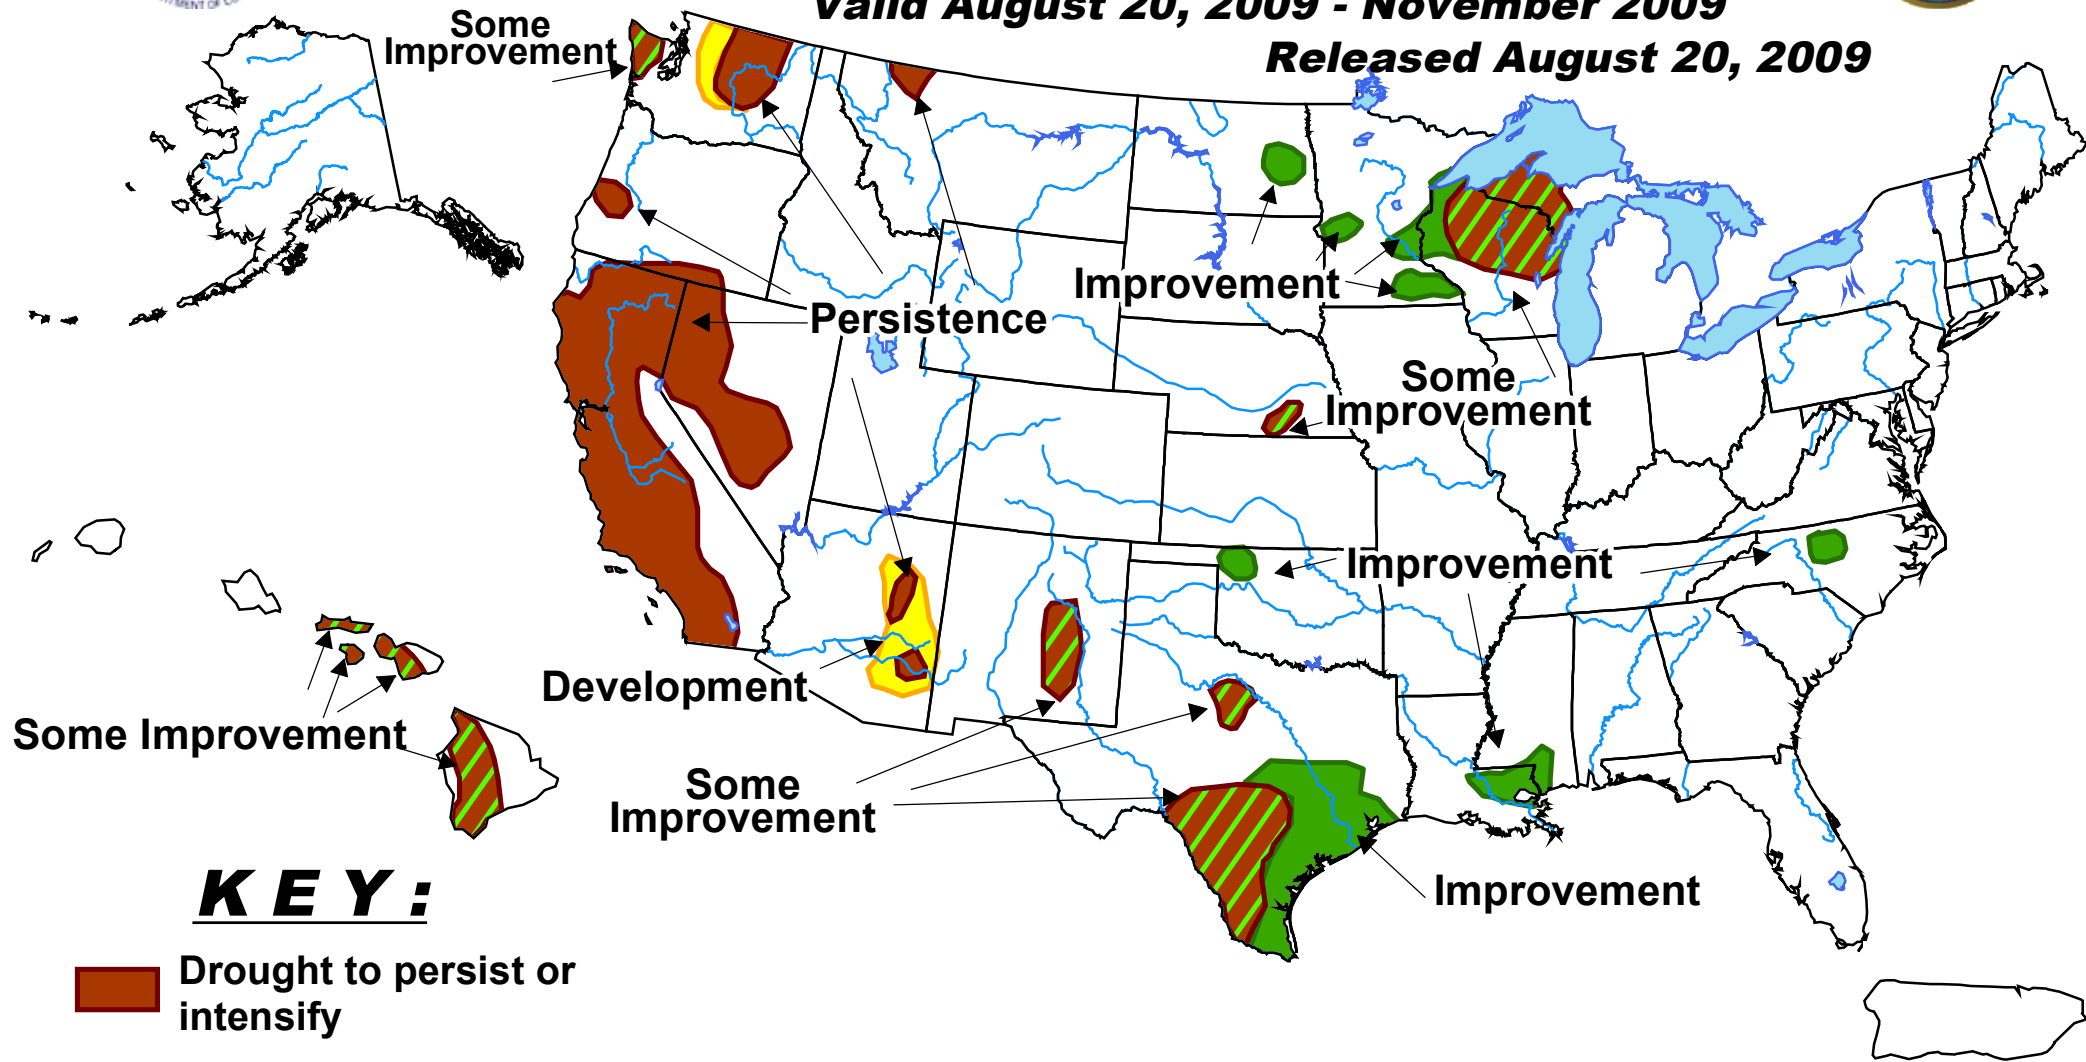 Valid August 20, 2009 - November 2009
Released August 20, 2009
Some
Improvement
Improvement
Persistence
Some
Improvement
Improvement
Development
Some Improvement
Some
Improvement
Improvement
KEY:
Drought to persist or
intensify